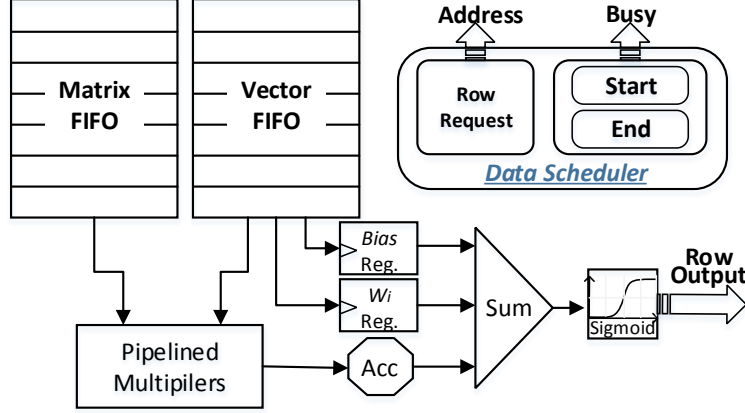 Address
Busy
Matrix
FIFO
Vector
FIFO
Row
Request
Start
End
Data Scheduler
Bias
Reg.
Wi
Reg.
Sum
Row
Output
Sigmoid
Pipelined
Multipilers
Acc